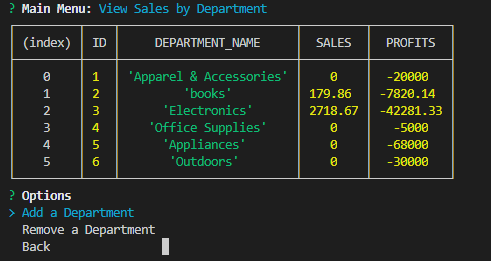 ? Main Menu: View Sales by Department
(index) ID DEPARTMENT_NAME SALES PROFITS
0 1 'Apparel & Accessories' 0 -20000
1 2 'books' 179.86 -7820.14
2 3 'Electronics' 2718.67 -42281.33
3 4 'Office Supplies' 0 -5000
4 5 'Appliances' 0 -68000
5 6 'Outdoors' 0 -30000
? Options
> Add a Department
Remove a Department
Back